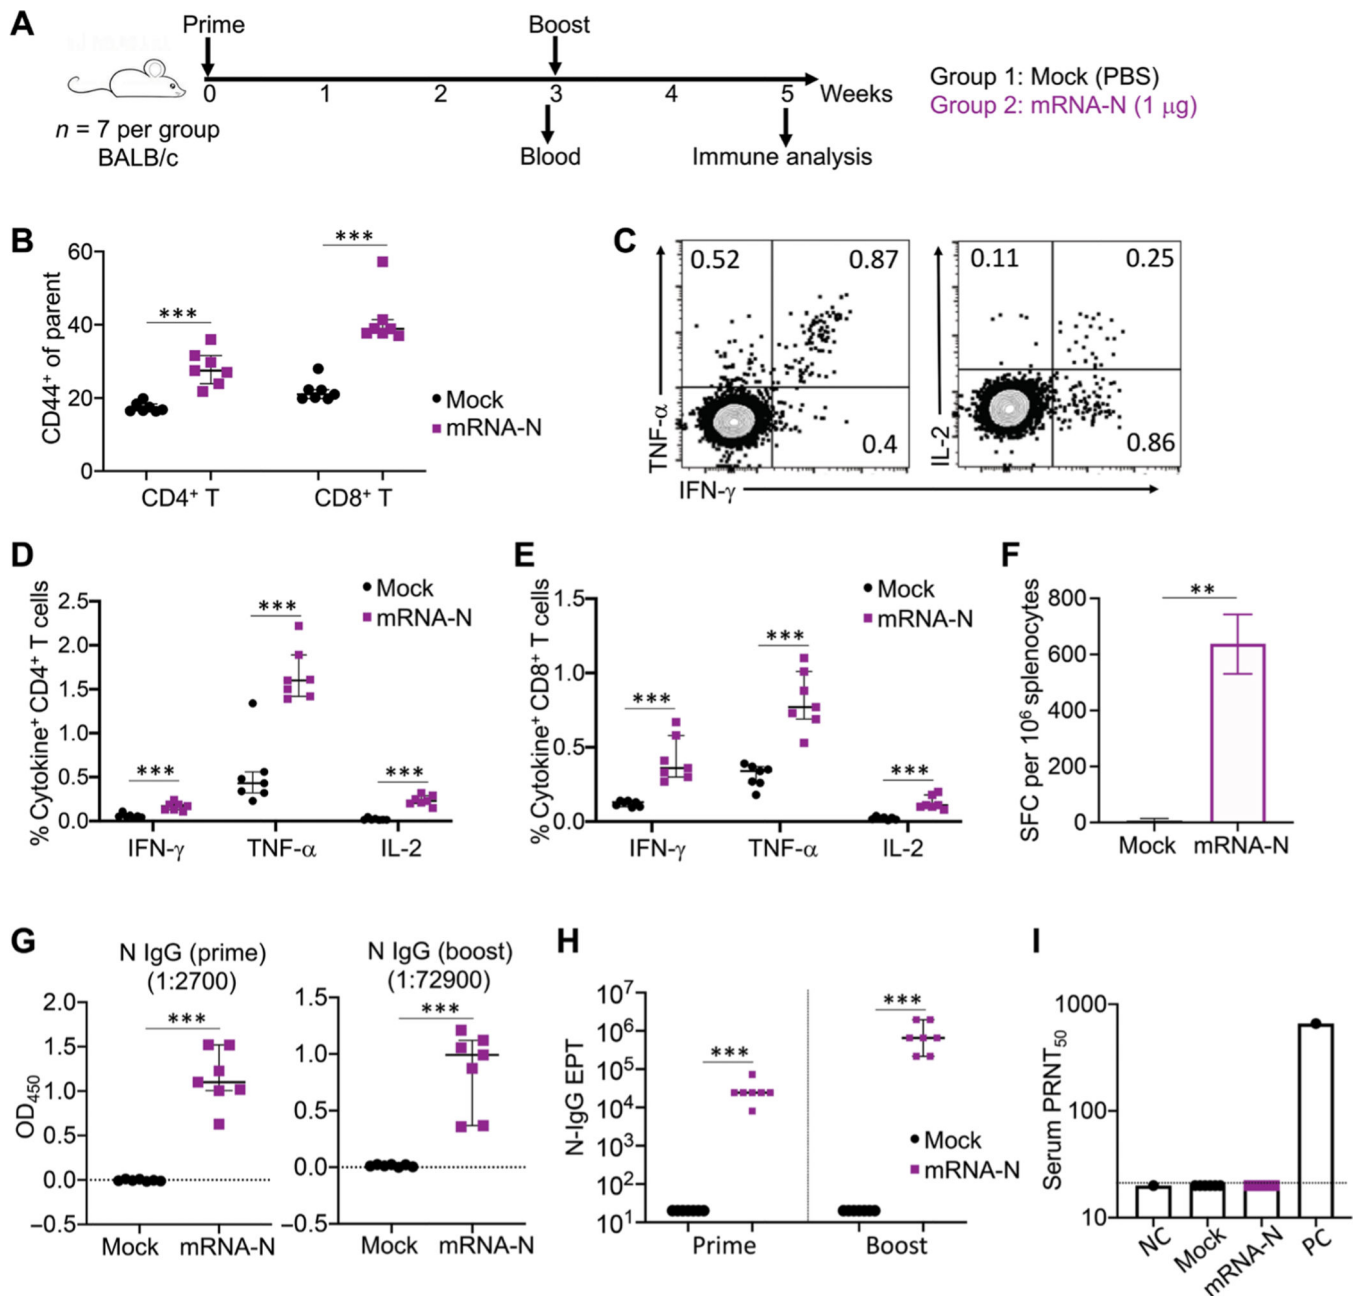 A
Prime
Boost
0 1 2 3 4 5 Weeks
n = 7 per group
BALB/c
Blood
Immune analysis
Group 1: Mock (PBS)
Group 2: mRNA-N (1 μg)
B
CD44⁺ of parent
60
40
20
0
***
***
CD4⁺ T
CD8⁺ T
Mock
mRNA-N
C
TNF-α
0.52
0.87
0.4
IFN-γ
IL-2
0.11
0.25
0.86
D
% Cytokine⁺ CD4⁺ T cells
2.5
2.0
1.5
1.0
0.5
0.0
***
***
***
IFN-γ
TNF-α
IL-2
Mock
mRNA-N
E
% Cytokine⁺ CD8⁺ T cells
1.5
1.0
0.5
0.0
***
***
***
IFN-γ
TNF-α
IL-2
Mock
mRNA-N
F
SFC per 10⁶ splenocytes
800
600
400
200
0
**
Mock
mRNA-N
G
N IgG (prime)
(1:2700)
OD₄₅₀
2.0
1.5
1.0
0.5
0.0
–0.5
***
Mock
mRNA-N
N IgG (boost)
(1:72900)
1.5
1.0
0.5
0.0
–0.5
***
Mock
mRNA-N
H
N-IgG EPT
10⁷
10⁶
10⁵
10⁴
10³
10²
10¹
***
***
Mock
mRNA-N
Prime
Boost
I
Serum PRNT₅₀
1000
100
10
NC
Mock
mRNA-N
PC